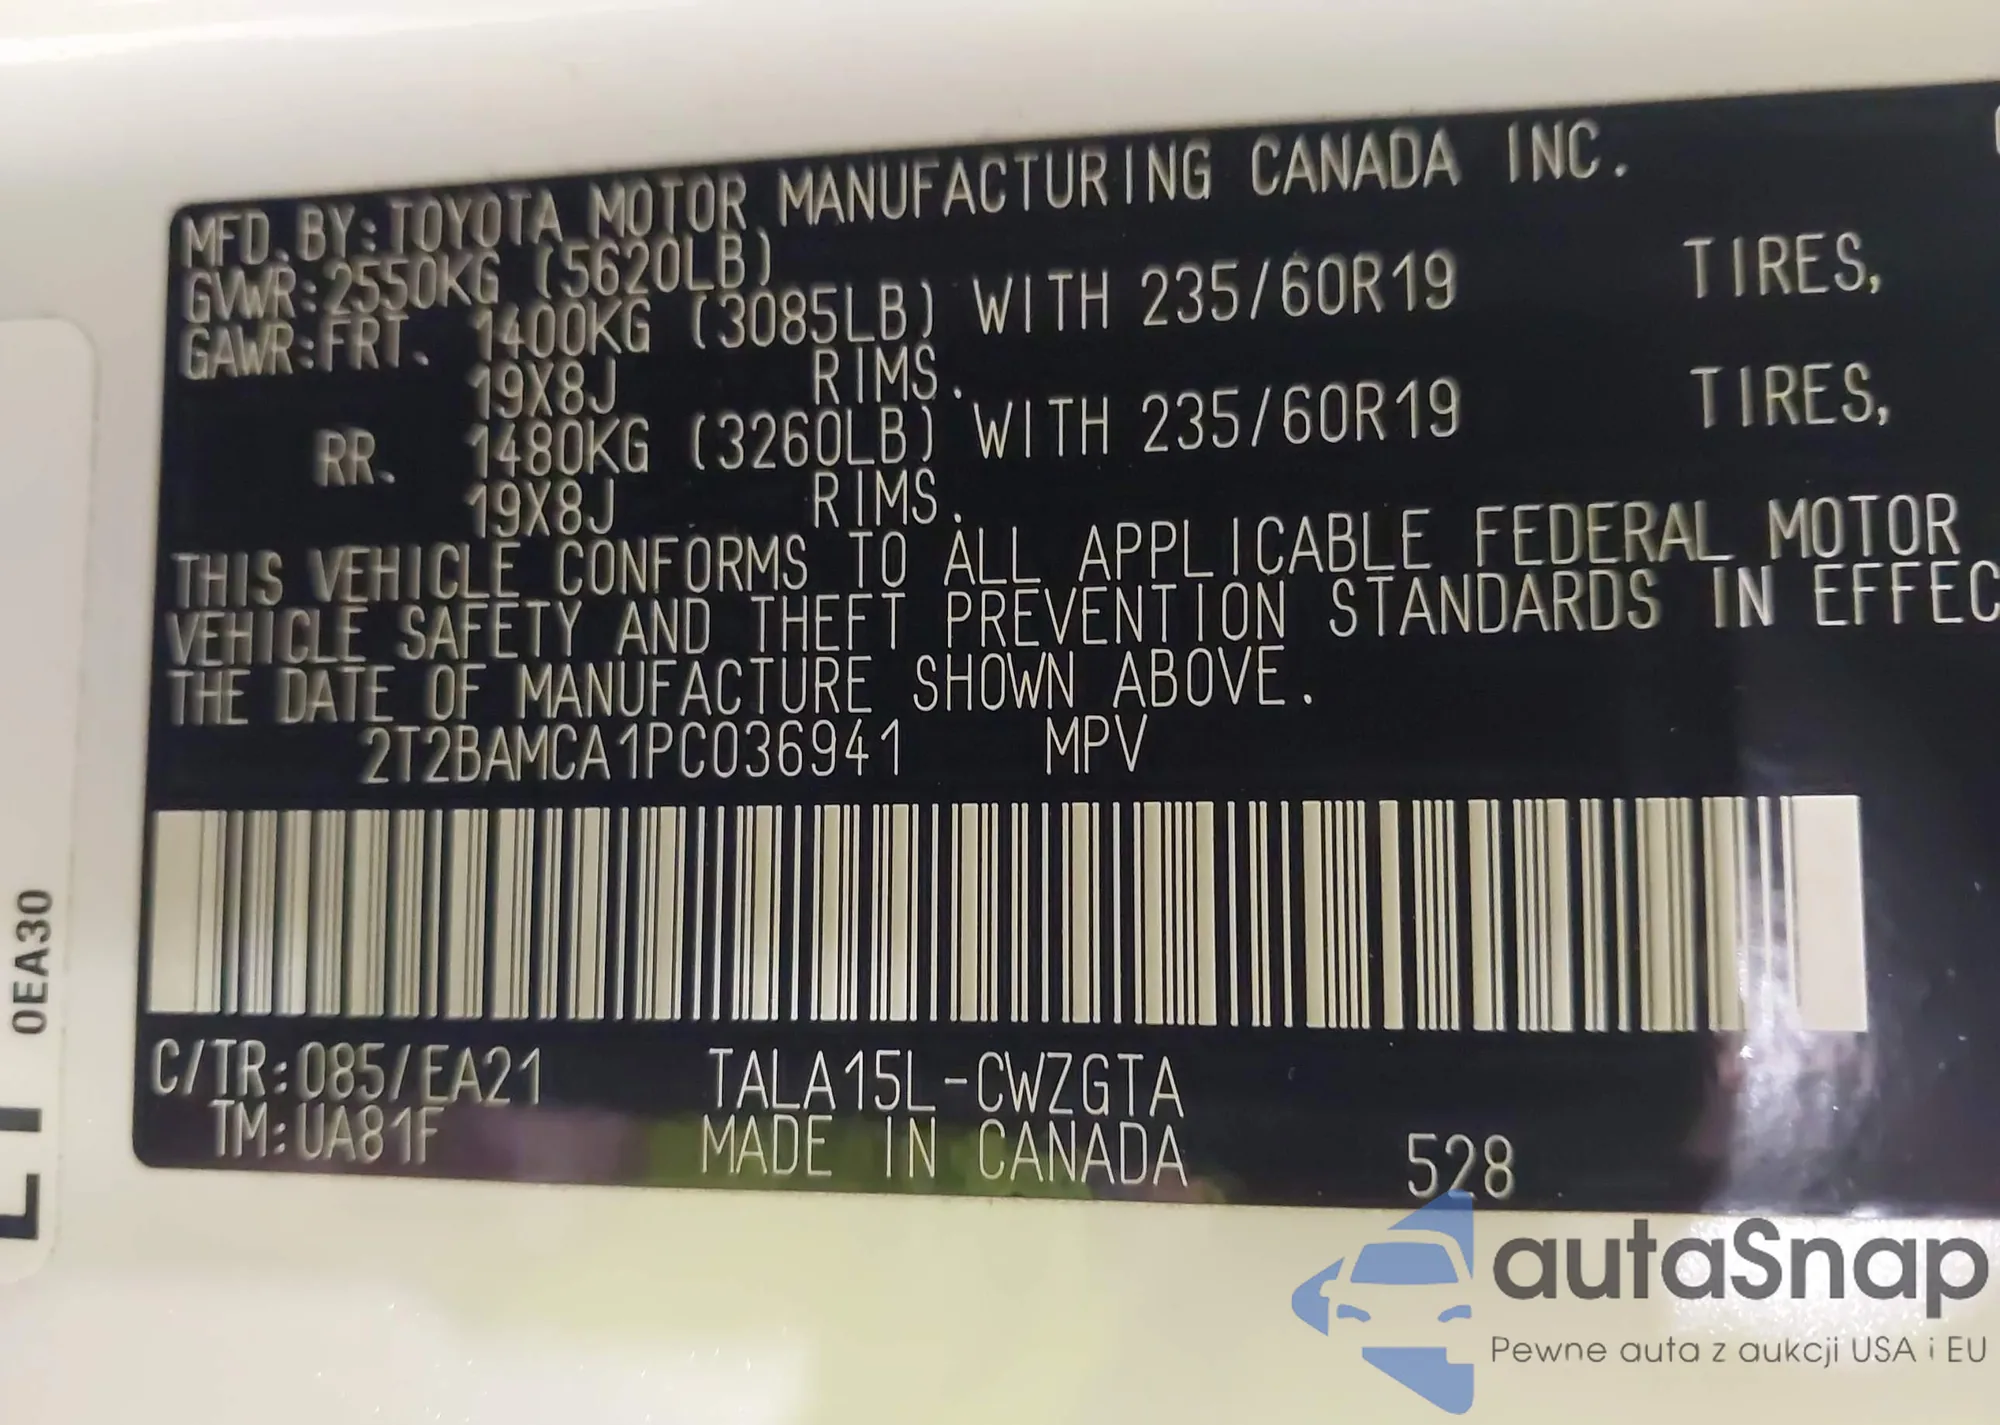 MFD. BY: TOYOTA MOTOR MANUFACTURING CANADA INC.
GVWR: 2550KG (5620LB)
GAWR: FRT. 1400KG (3085LB) WITH 235/60R19 TIRES,
19X8J RIMS.
RR. 1480KG (3260LB) WITH 235/60R19 TIRES,
19X8J RIMS.
THIS VEHICLE CONFORMS TO ALL APPLICABLE FEDERAL MOTOR
VEHICLE SAFETY AND THEFT PREVENTION STANDARDS IN EFFEC
THE DATE OF MANUFACTURE SHOWN ABOVE.
2T2BAMCA1PC036941 MPV
C/TR: 085/EA21 TALA15L-CWZGTA
TM: UA81F MADE IN CANADA 528
0EA30
autaSnap
Pewne auta z aukcji USA i EU